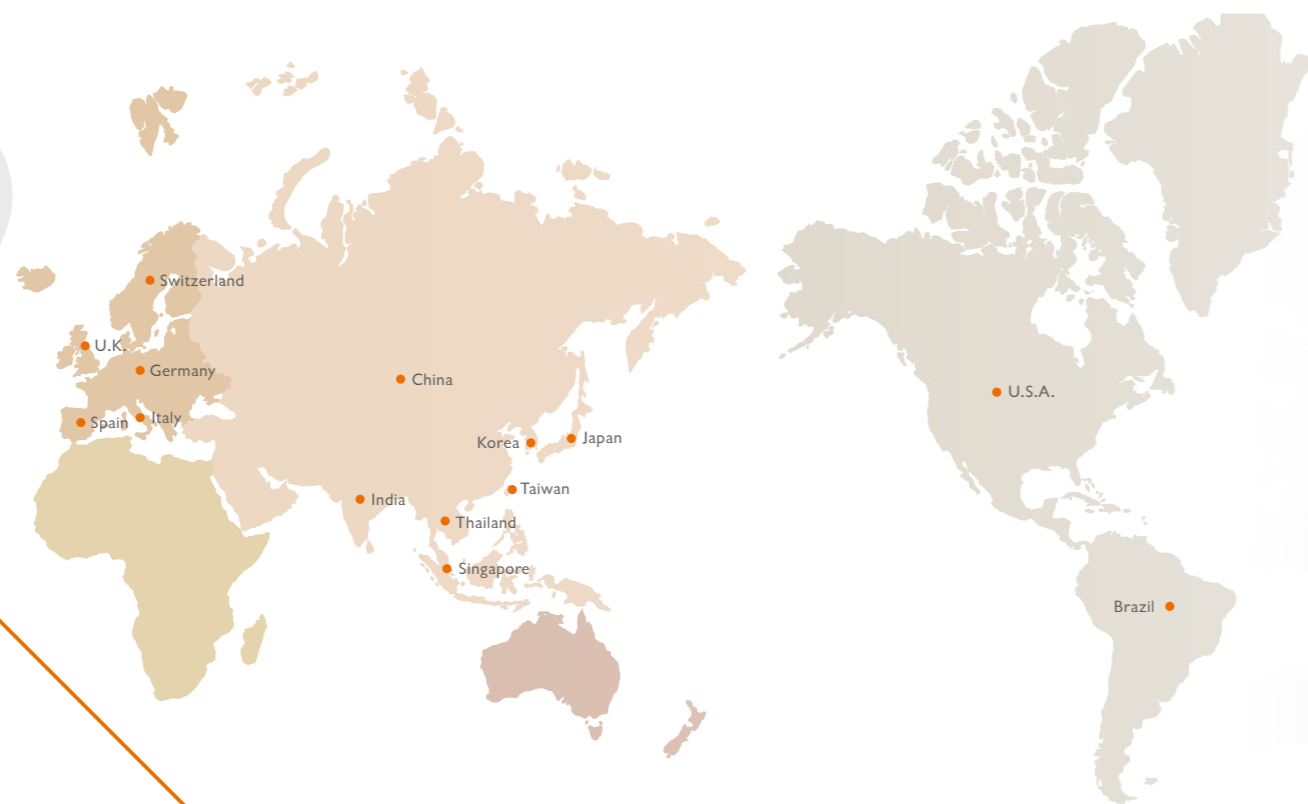 Switzerland
U.K.
Germany
China
U.S.A.
Spain
Italy
Korea
Japan
India
Taiwan
Thailand
Singapore
Brazil